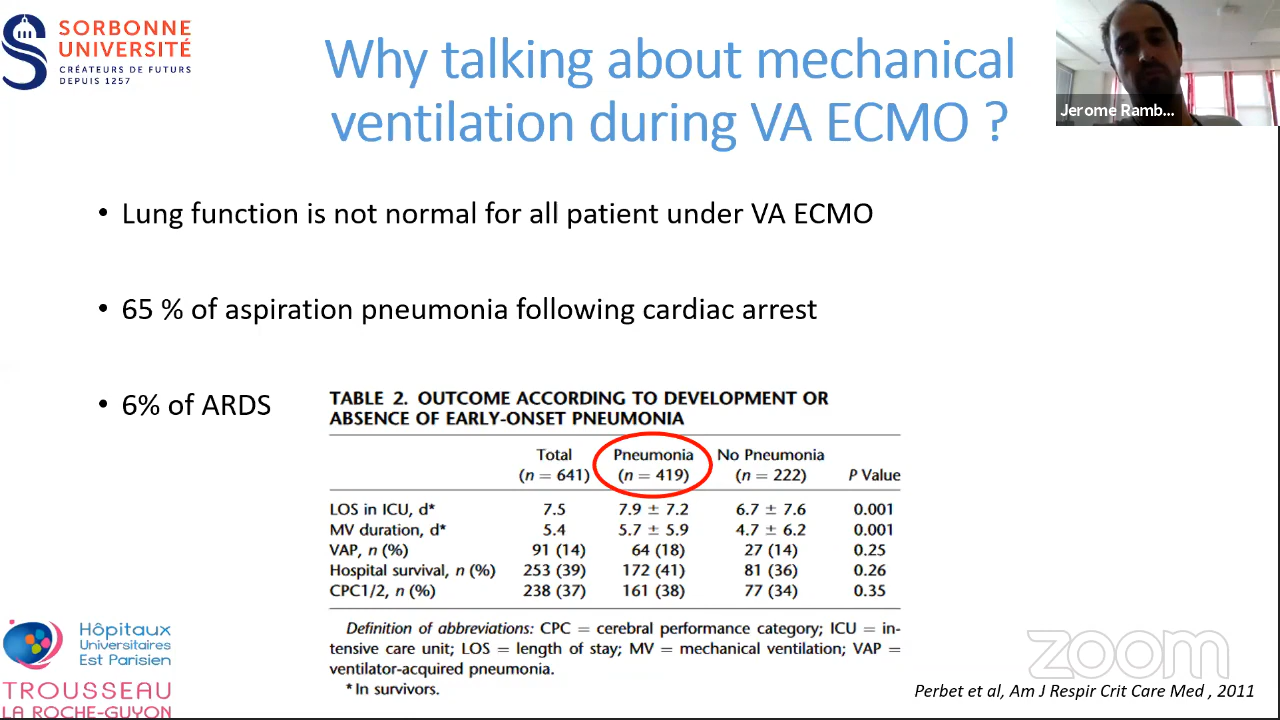 SORBONNE
UNIVERSITÉ
CRÉATEURS DE FUTURS
DEPUIS 1257
Why talking about mechanical
ventilation during VA ECMO ?
Jerome Ramb...
• Lung function is not normal for all patient under VA ECMO
• 65 % of aspiration pneumonia following cardiac arrest
• 6% of ARDS
TABLE 2. OUTCOME ACCORDING TO DEVELOPMENT OR
ABSENCE OF EARLY-ONSET PNEUMONIA
Total Pneumonia No Pneumonia
(n = 641) (n = 419) (n = 222) P Value
LOS in ICU, d* 7.5 7.9 ± 7.2 6.7 ± 7.6 0.001
MV duration, d* 5.4 5.7 ± 5.9 4.7 ± 6.2 0.001
VAP, n (%) 91 (14) 64 (18) 27 (14) 0.25
Hospital survival, n (%) 253 (39) 172 (41) 81 (36) 0.26
CPC1/2, n (%) 238 (37) 161 (38) 77 (34) 0.35
Definition of abbreviations: CPC = cerebral performance category; ICU = in-
tensive care unit; LOS = length of stay; MV = mechanical ventilation; VAP =
ventilator-acquired pneumonia.
* In survivors.
Hôpitaux
Universitaires
Est Parisien
TROUSSEAU
LA ROCHE-GUYON
zoom
Perbet et al, Am J Respir Crit Care Med , 2011